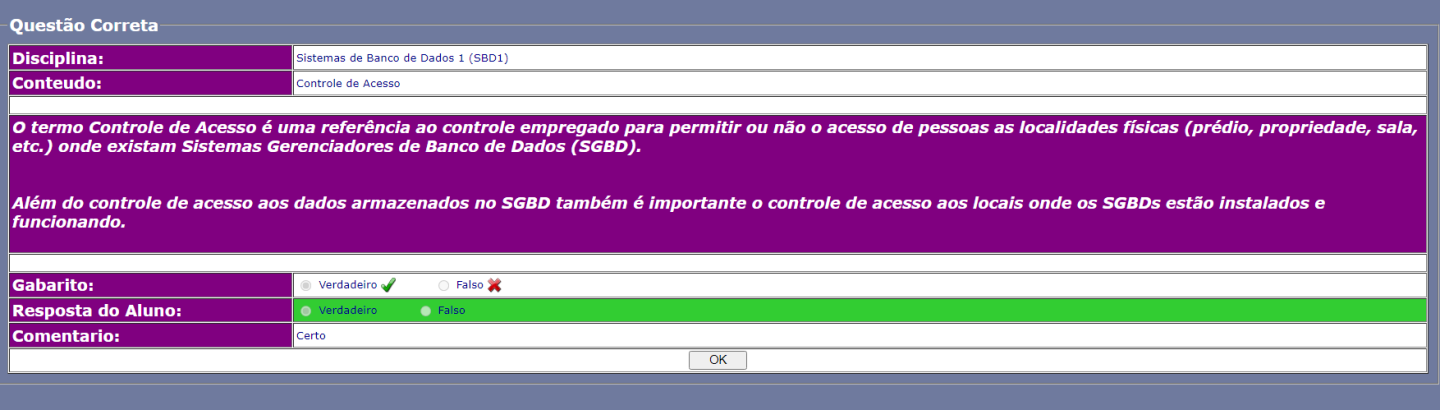 Questão Correta
Disciplina: Sistemas de Banco de Dados 1 (SBD1)
Conteudo: Controle de Acesso
O termo Controle de Acesso é uma referência ao controle empregado para permitir ou não o acesso de pessoas as localidades físicas (prédio, propriedade, sala,
etc.) onde existam Sistemas Gerenciadores de Banco de Dados (SGBD).
Além do controle de acesso aos dados armazenados no SGBD também é importante o controle de acesso aos locais onde os SGBDs estão instalados e
funcionando.
Gabarito: Verdadeiro Falso
Resposta do Aluno: Verdadeiro Falso
Comentario: Certo
OK